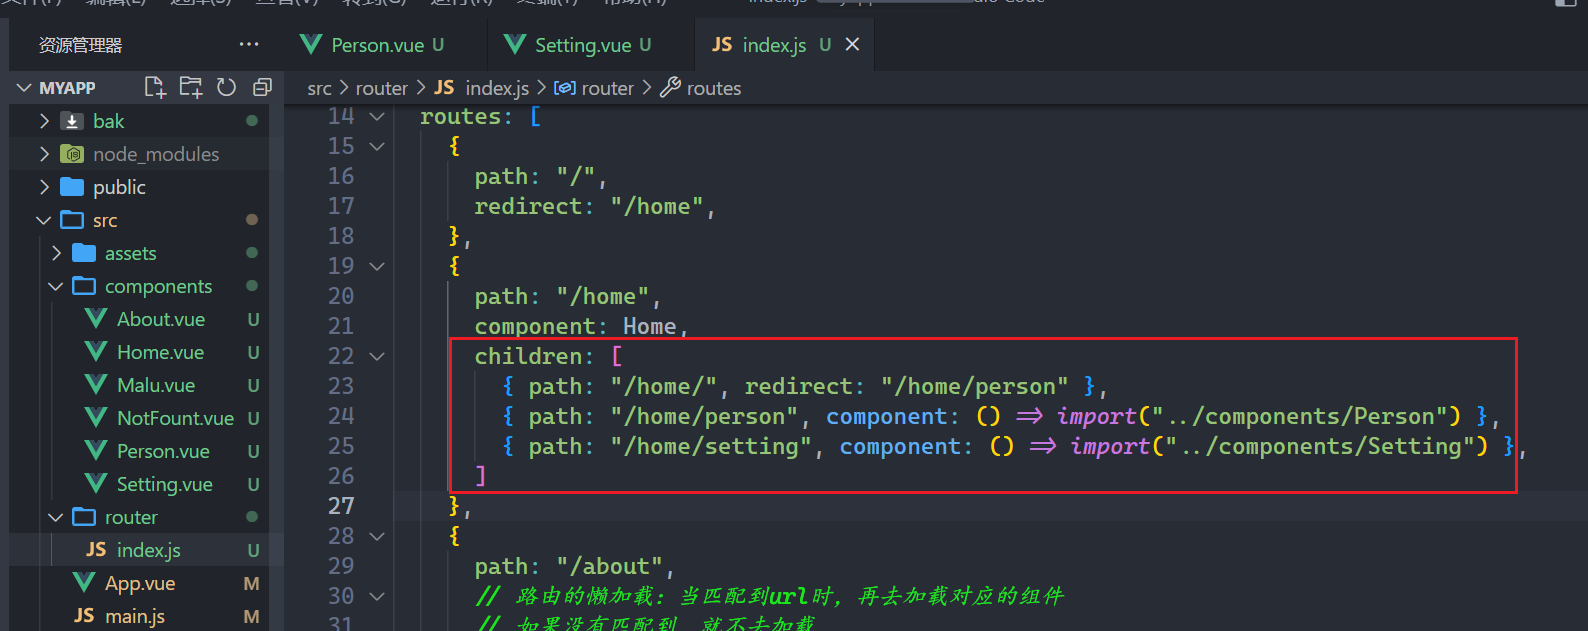 index.js
资源管理器 ···
Person.vue U
Setting.vue U
JS index.js U
MYAPP
src > router > JS index.js > router > routes
bak
node_modules
public
src
assets
components
About.vue U
Home.vue U
Malu.vue U
NotFount.vue U
Person.vue U
Setting.vue U
router
JS index.js U
App.vue M
JS main.js M
14 routes: [
15 {
16 path: "/",
17 redirect: "/home",
18 },
19 {
20 path: "/home",
21 component: Home,
22 children: [
23 { path: "/home/", redirect: "/home/person" },
24 { path: "/home/person", component: () => import("../components/Person") },
25 { path: "/home/setting", component: () => import("../components/Setting") },
26 ]
27 },
28 {
29 path: "/about",
30 // 路由的懒加载: 当匹配到url时, 再去加载对应的组件
31 // 如果没有匹配到, 就不去加载